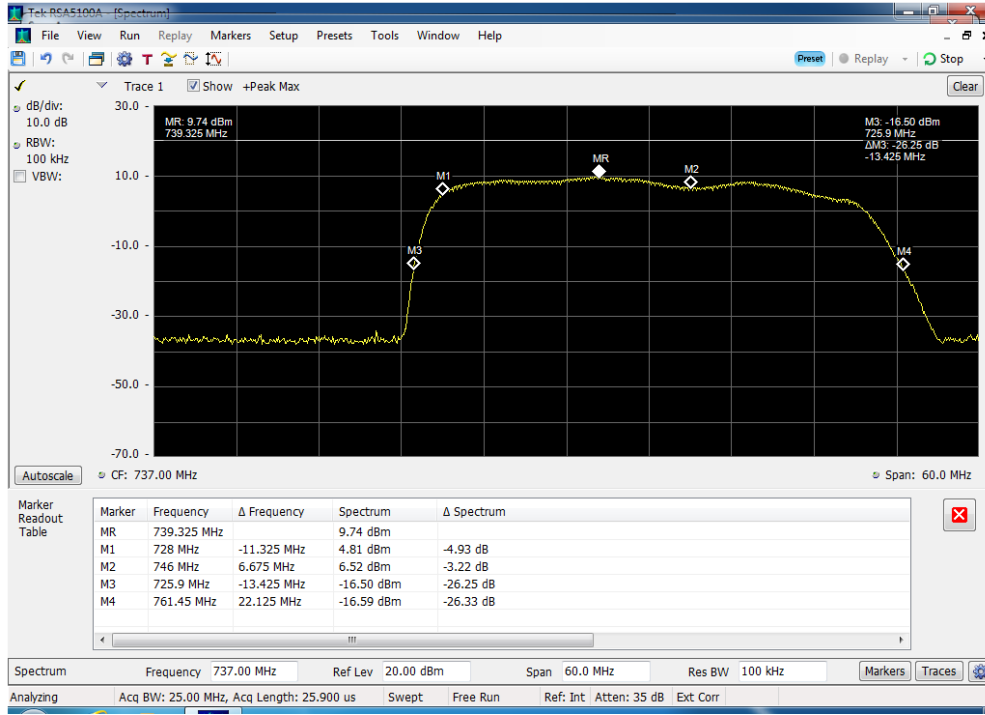 Tek RSA5100A - [Spectrum]
File View Run Replay Markers Setup Presets Tools Window Help
Preset Replay Stop
Trace 1 Show +Peak Max Clear
dB/div:
10.0 dB
RBW:
100 kHz
VBW:
30.0
10.0
-10.0
-30.0
-50.0
-70.0
MR: 9.74 dBm
739.325 MHz
M3: -16.50 dBm
725.9 MHz
ΔM3: -26.25 dB
-13.425 MHz
MR
M1
M2
M3
M4
Autoscale CF: 737.00 MHz Span: 60.0 MHz
Marker
Readout
Table
Marker Frequency Δ Frequency Spectrum Δ Spectrum
MR 739.325 MHz 9.74 dBm
M1 728 MHz -11.325 MHz 4.81 dBm -4.93 dB
M2 746 MHz 6.675 MHz 6.52 dBm -3.22 dB
M3 725.9 MHz -13.425 MHz -16.50 dBm -26.25 dB
M4 761.45 MHz 22.125 MHz -16.59 dBm -26.33 dB
Spectrum Frequency 737.00 MHz Ref Lev 20.00 dBm Span 60.0 MHz Res BW 100 kHz Markers Traces
Analyzing Acq BW: 25.00 MHz, Acq Length: 25.900 us Swept Free Run Ref: Int Atten: 35 dB Ext Corr